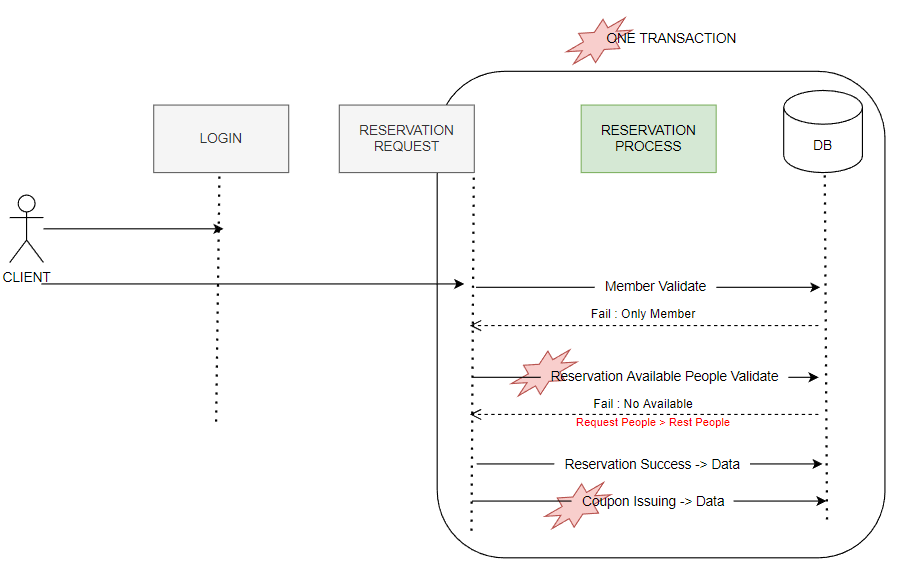 ONE TRANSACTION
LOGIN
RESERVATION
REQUEST
RESERVATION
PROCESS
DB
CLIENT
Member Validate
Fail : Only Member
Reservation Available People Validate
Fail : No Available
Request People > Rest People
Reservation Success -> Data
Coupon Issuing -> Data